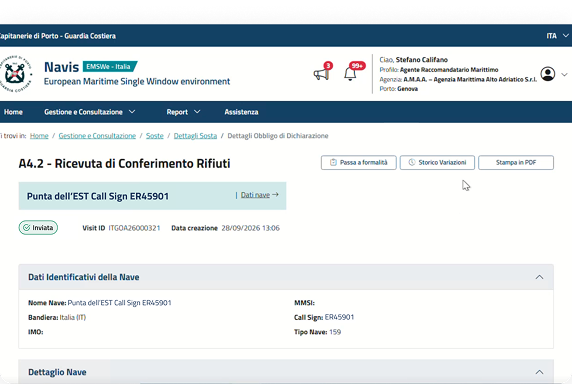 Capitanerie di Porto - Guardia Costiera
ITA
Navis EMSWe - Italia
European Maritime Single Window environment
3
99+
Ciao, Stefano Califano
Profilo: Agente Raccomandatario Marittimo
Agenzia: A.M.A.A. – Agenzia Marittima Alto Adriatico S.r.l.
Porto: Genova
Home
Gestione e Consultazione
Report
Assistenza
i trovi in: Home / Gestione e Consultazione / Soste / Dettagli Sosta / Dettagli Obbligo di Dichiarazione
A4.2 - Ricevuta di Conferimento Rifiuti
Passa a formalità
Storico Variazioni
Stampa in PDF
Punta dell'EST Call Sign ER45901 | Dati nave →
Inviata
Visit ID ITGOA26000321
Data creazione 28/09/2026 13:06
Dati Identificativi della Nave
Nome Nave: Punta dell'EST Call Sign ER45901
MMSI:
Bandiera: Italia (IT)
Call Sign: ER45901
IMO:
Tipo Nave: 159
Dettaglio Nave